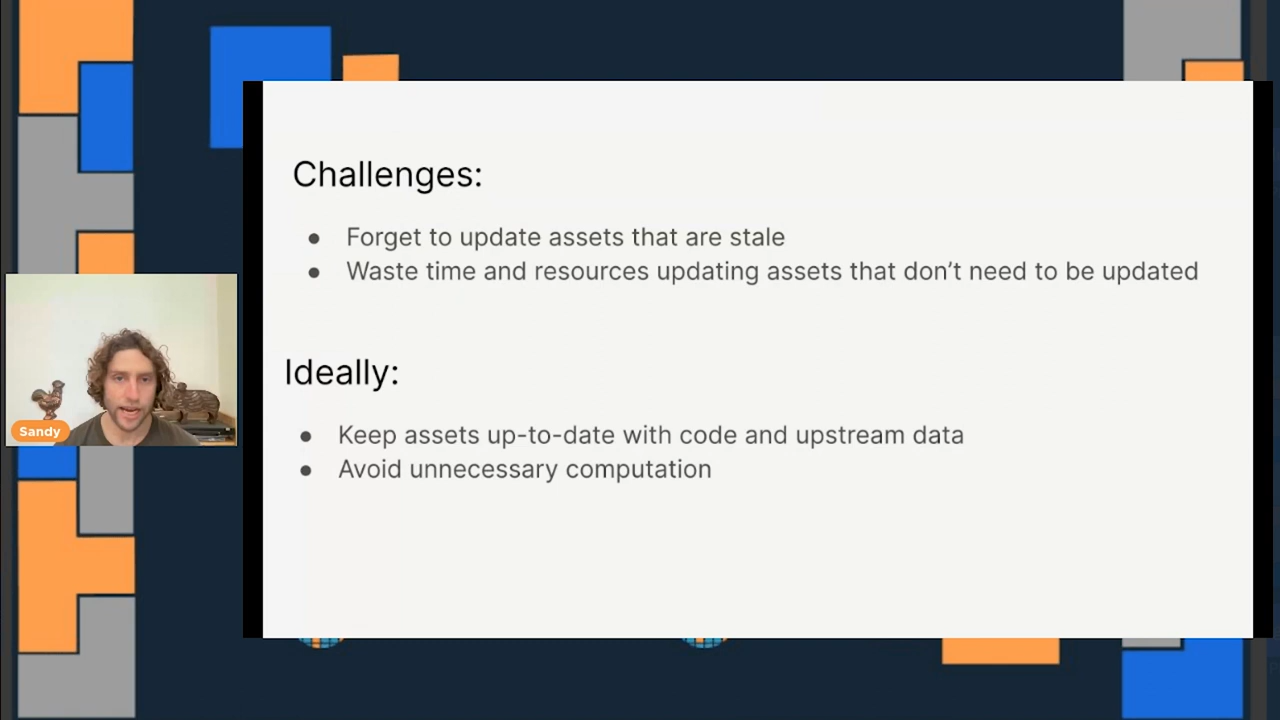 Challenges:
● Forget to update assets that are stale
● Waste time and resources updating assets that don’t need to be updated
Ideally:
● Keep assets up-to-date with code and upstream data
● Avoid unnecessary computation
Sandy